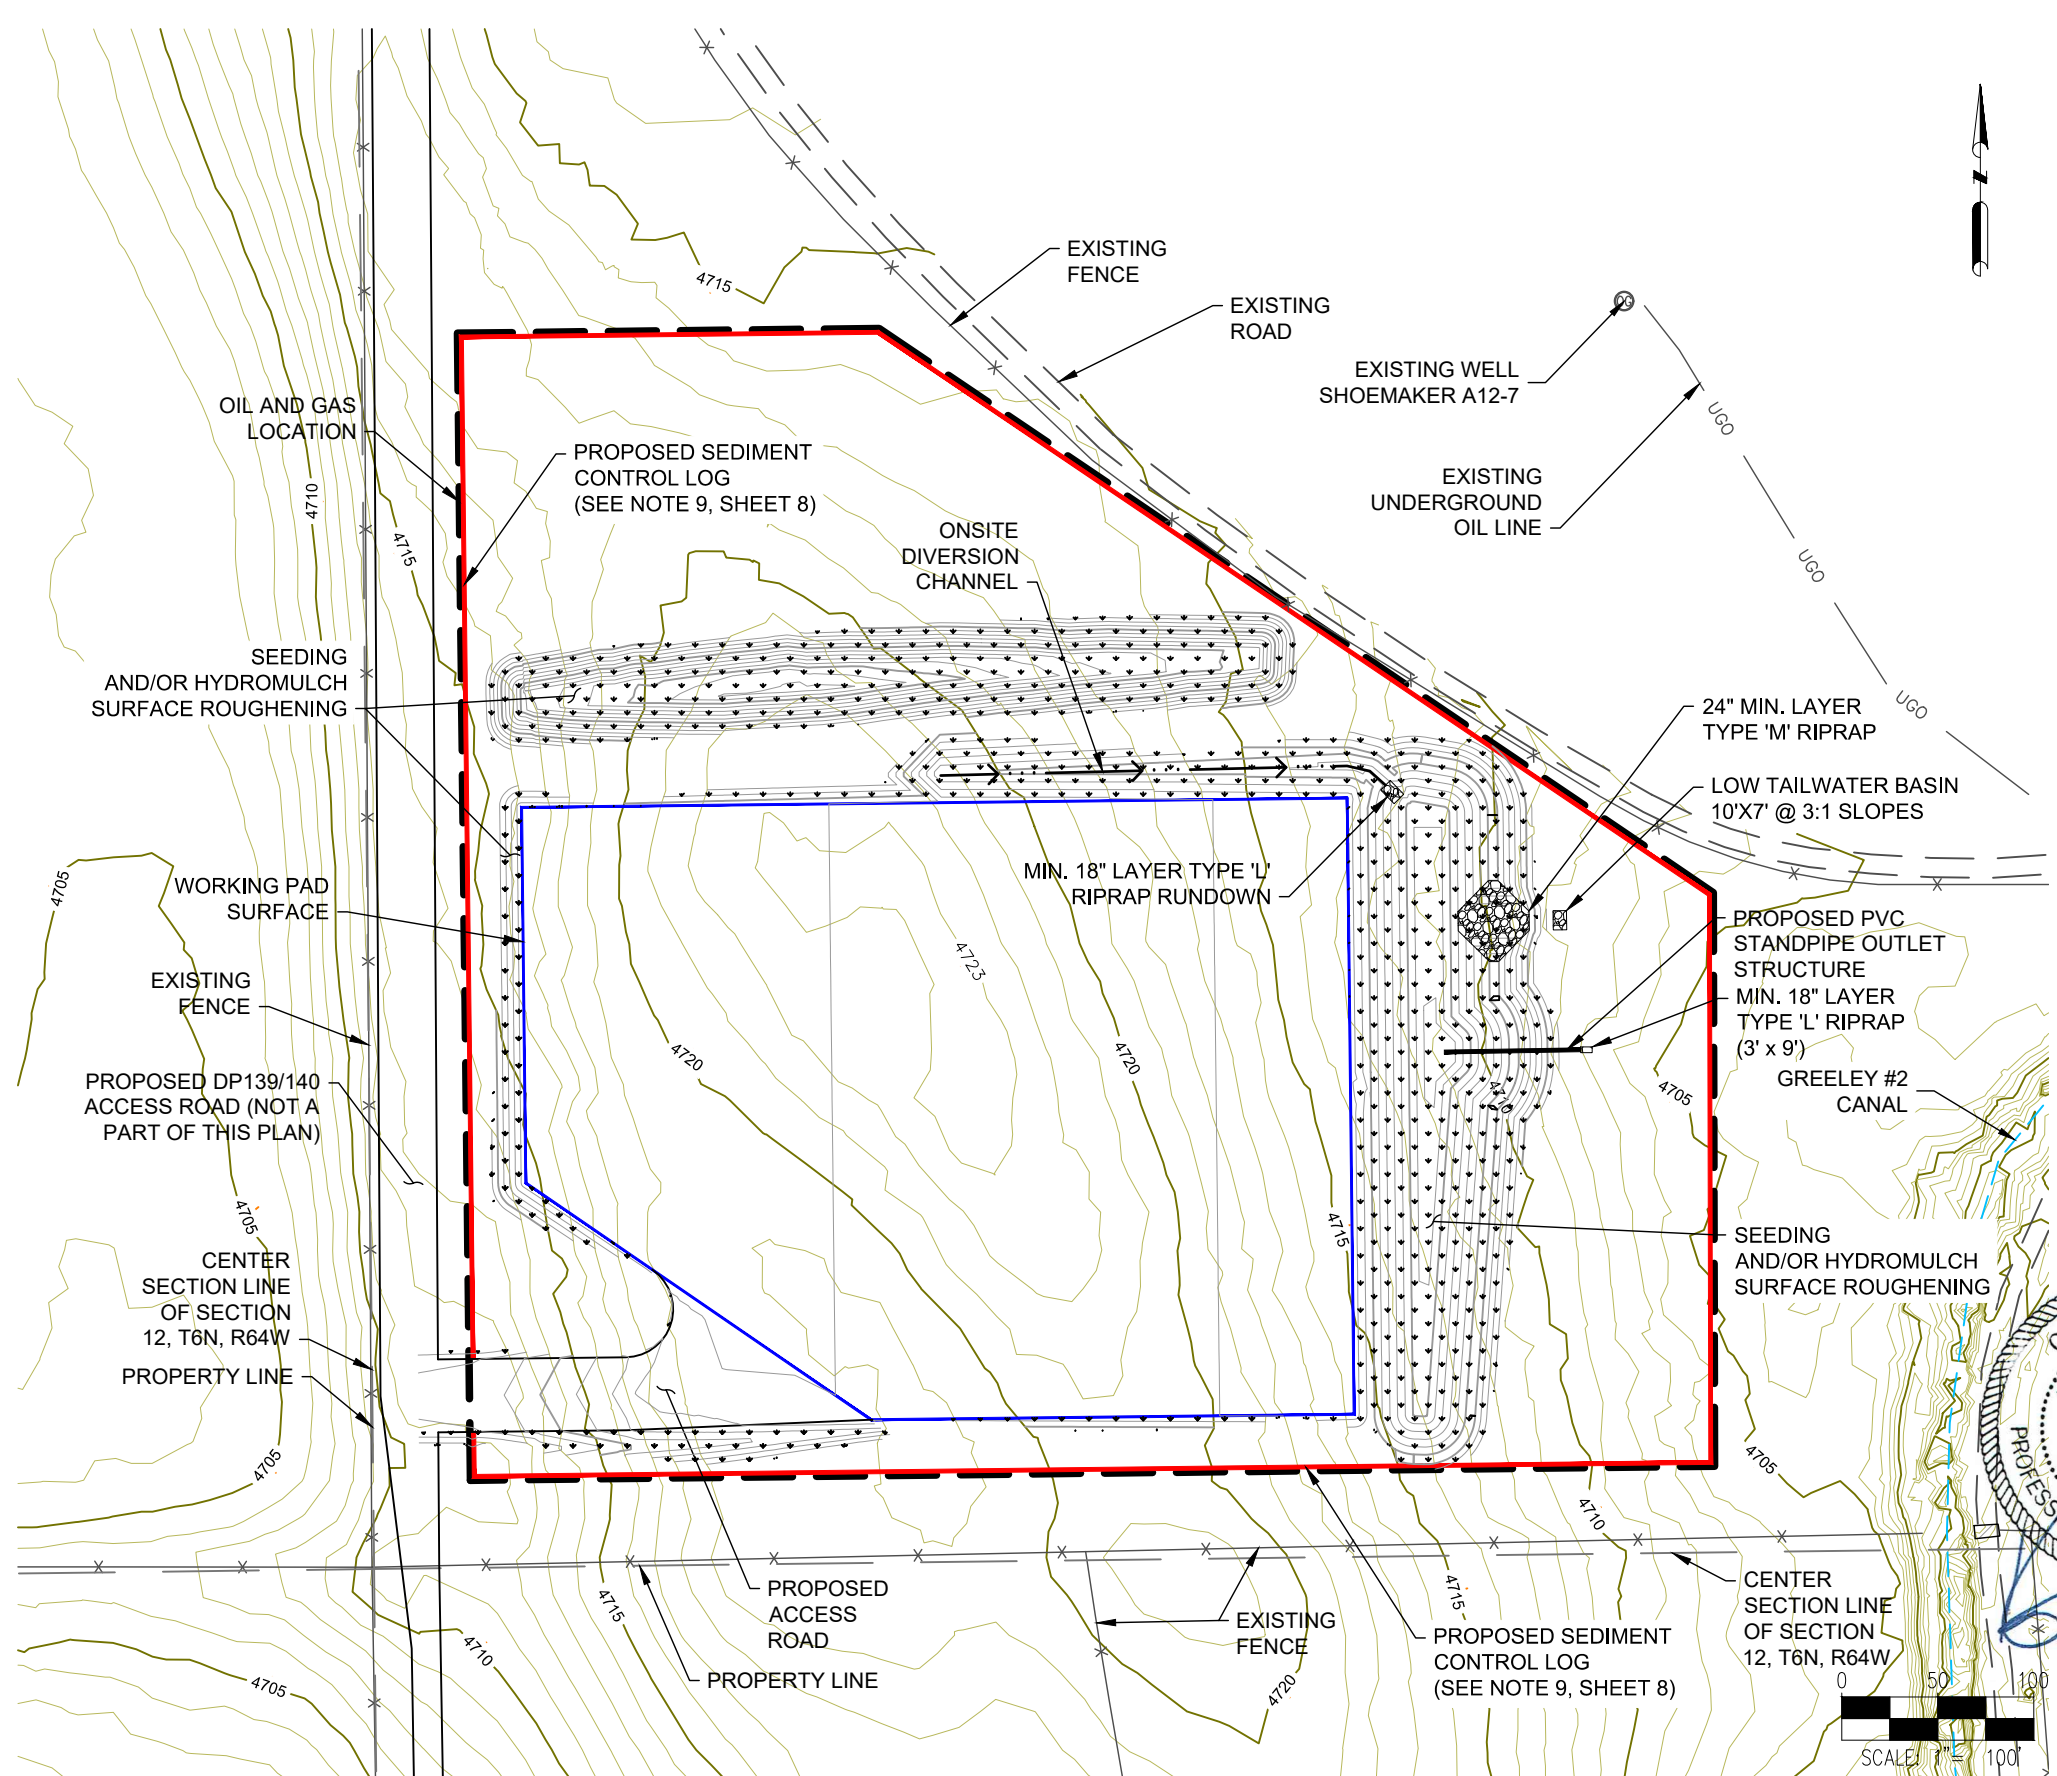 EXISTING
FENCE
4715
EXISTING
ROAD
OG
EXISTING WELL
SHOEMAKER A12-7
OIL AND GAS
LOCATION
UGO
PROPOSED SEDIMENT
CONTROL LOG
(SEE NOTE 9, SHEET 8)
4710
EXISTING
UNDERGROUND
OIL LINE
ONSITE
DIVERSION
CHANNEL
4715
UGO
SEEDING
AND/OR HYDROMULCH
SURFACE ROUGHENING
UGO
24" MIN. LAYER
TYPE 'M' RIPRAP
LOW TAILWATER BASIN
10'X7' @ 3:1 SLOPES
MIN. 18" LAYER TYPE 'L'
RIPRAP RUNDOWN
4705
WORKING PAD
SURFACE
PROPOSED PVC
STANDPIPE OUTLET
STRUCTURE
4723
EXISTING
FENCE
MIN. 18" LAYER
TYPE 'L' RIPRAP
(3' x 9')
4720
4720
GREELEY #2
CANAL
PROPOSED DP139/140
ACCESS ROAD (NOT A
PART OF THIS PLAN)
4710
4705
4705
4715
SEEDING
AND/OR HYDROMULCH
SURFACE ROUGHENING
CENTER
SECTION LINE
OF SECTION
12, T6N, R64W
PROPERTY LINE
4705
4705
PROFESS
4710
PROPOSED
ACCESS
ROAD
4715
4715
EXISTING
FENCE
CENTER
SECTION LINE
OF SECTION
12, T6N, R64W
PROPOSED SEDIMENT
CONTROL LOG
(SEE NOTE 9, SHEET 8)
4710
4705
PROPERTY LINE
4720
0 50 100
SCALE: 1"= 100'